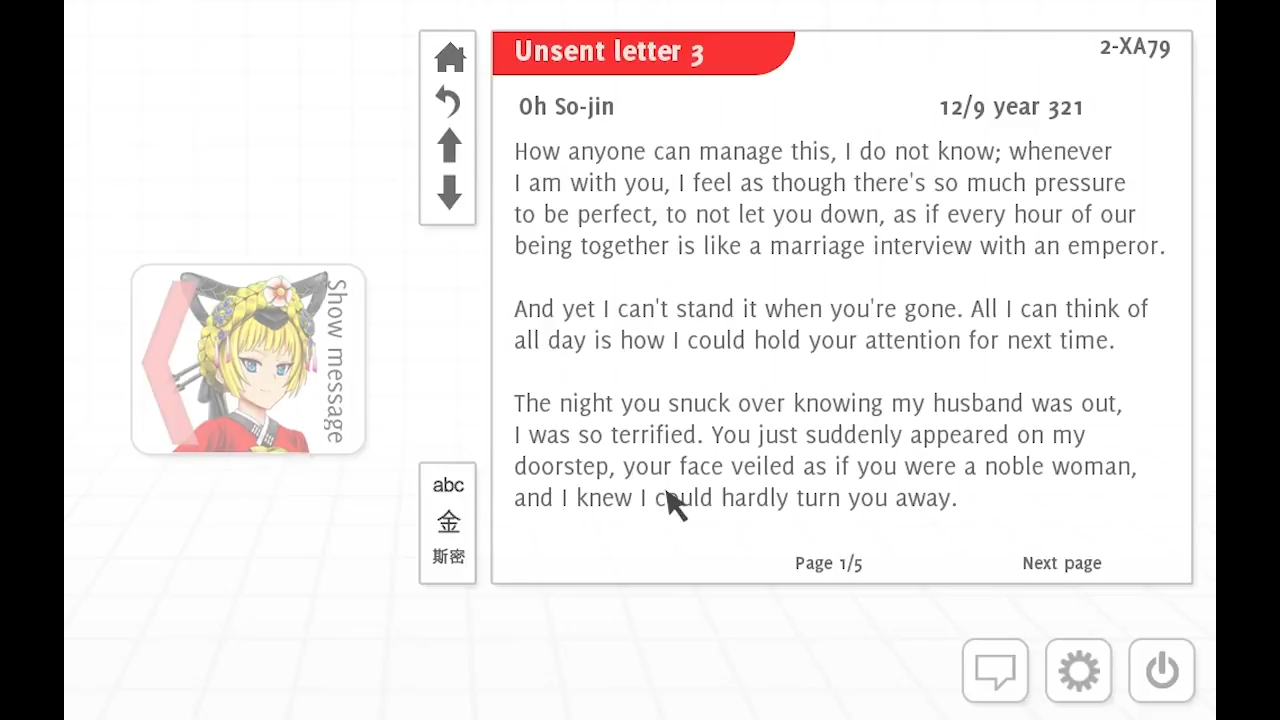 Unsent letter 3
2-XA79
Oh So-jin
12/9 year 321
How anyone can manage this, I do not know; whenever
I am with you, I feel as though there's so much pressure
to be perfect, to not let you down, as if every hour of our
being together is like a marriage interview with an emperor.
And yet I can't stand it when you're gone. All I can think of
all day is how I could hold your attention for next time.
The night you snuck over knowing my husband was out,
I was so terrified. You just suddenly appeared on my
doorstep, your face veiled as if you were a noble woman,
and I knew I could hardly turn you away.
Page 1/5
Next page
Show message
abc
金
斯密